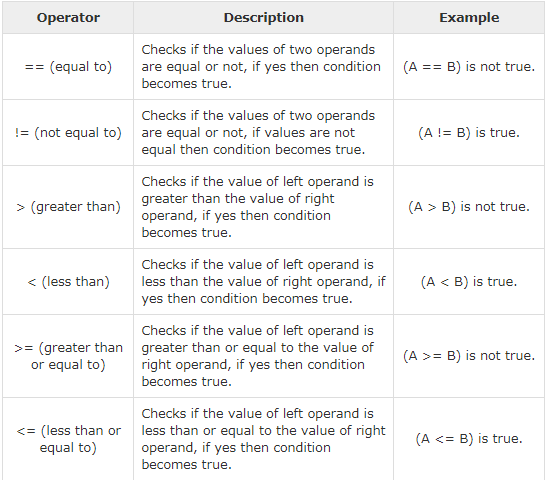 Operator Description Example
== (equal to)
Checks if the values of two operands
are equal or not, if yes then condition
becomes true.
(A == B) is not true.
!= (not equal to)
Checks if the values of two operands
are equal or not, if values are not
equal then condition becomes true.
(A != B) is true.
> (greater than)
Checks if the value of left operand is
greater than the value of right
operand, if yes then condition
becomes true.
(A > B) is not true.
< (less than)
Checks if the value of left operand is
less than the value of right operand, if
yes then condition becomes true.
(A < B) is true.
>= (greater than
or equal to)
Checks if the value of left operand is
greater than or equal to the value of
right operand, if yes then condition
becomes true.
(A >= B) is not true.
<= (less than or
equal to)
Checks if the value of left operand is
less than or equal to the value of right
operand, if yes then condition
becomes true.
(A <= B) is true.